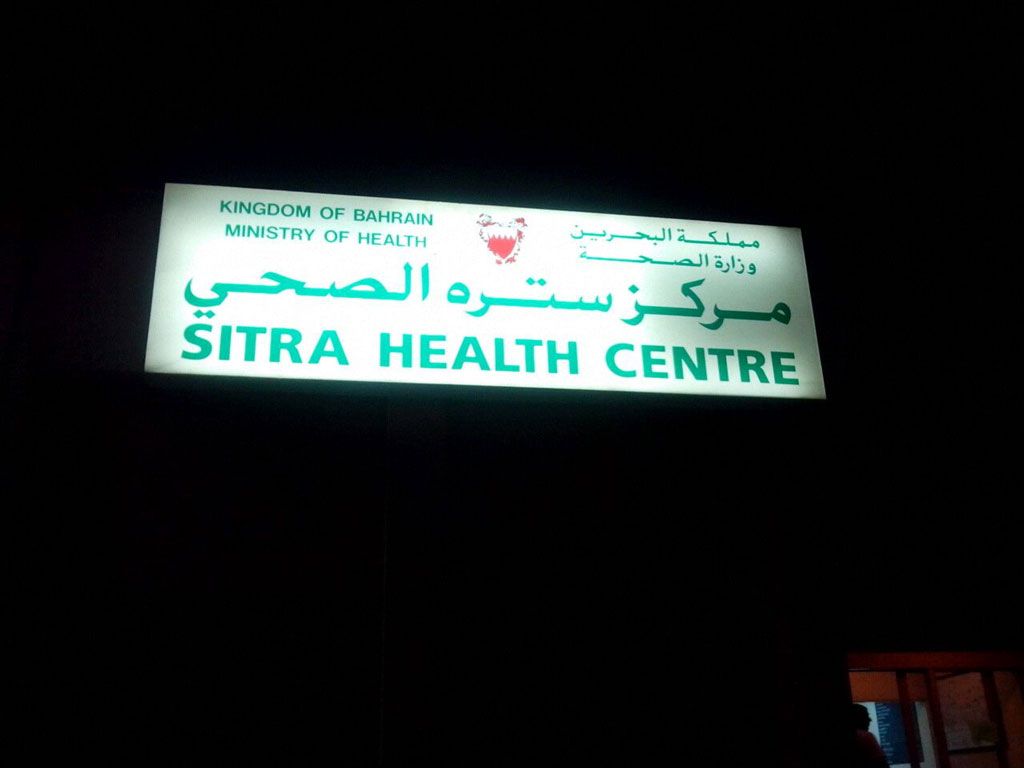 KINGDOM OF BAHRAIN
MINISTRY OF HEALTH
مملكة البحرين
وزارة الصحة
مركز ستره الصحي
SITRA HEALTH CENTRE